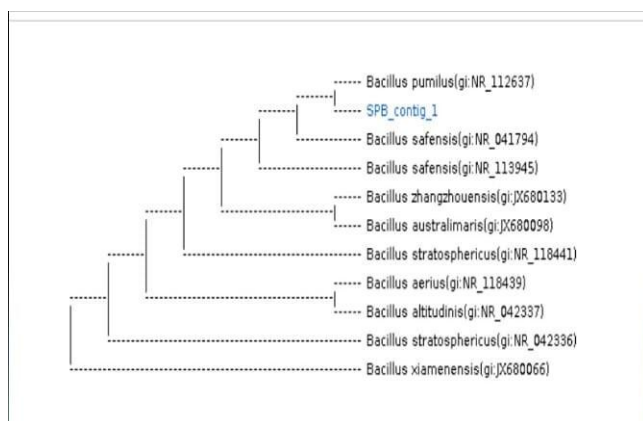 Bacillus pumilus(gi:NR_112637)
SPB_contig_1
Bacillus safensis(gi:NR_041794)
Bacillus safensis(gi:NR_113945)
Bacillus zhangzhouensis(gi:JX680133)
Bacillus australimaris(gi:JX680098)
Bacillus stratosphericus(gi:NR_118441)
Bacillus aerius(gi:NR_118439)
Bacillus altitudinis(gi:NR_042337)
Bacillus stratosphericus(gi:NR_042336)
Bacillus xiamenensis(gi:JX680066)